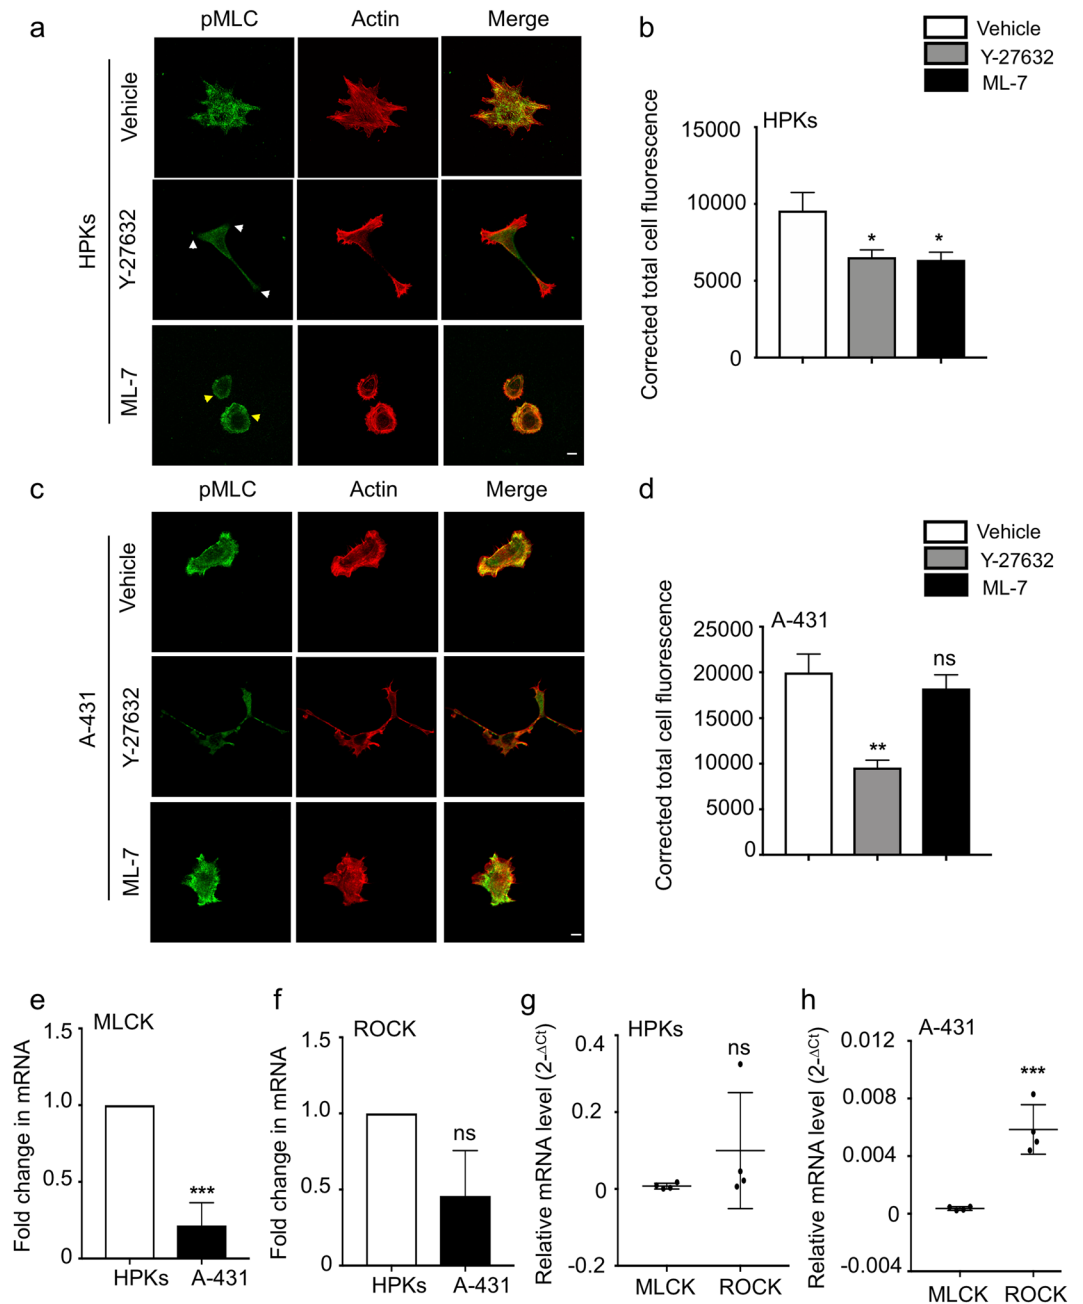 a
pMLC Actin Merge
HPKs
Vehicle
Y-27632
ML-7
b
Vehicle
Y-27632
ML-7
HPKs
Corrected total cell fluorescence
15000
10000
5000
0
* *
c
pMLC Actin Merge
A-431
Vehicle
Y-27632
ML-7
d
Vehicle
Y-27632
ML-7
A-431
Corrected total cell fluorescence
25000
20000
15000
10000
5000
0
**
ns
e
MLCK
Fold change in mRNA
1.5
1.0
0.5
0
***
HPKs A-431
f
ROCK
Fold change in mRNA
1.5
1.0
0.5
0
ns
HPKs A-431
g
HPKs
Relative mRNA level (2-ΔCt)
0.4
0.2
0
-0.2
ns
MLCK ROCK
h
A-431
Relative mRNA level (2-ΔCt)
0.012
0.008
0.004
0
-0.004
***
MLCK ROCK